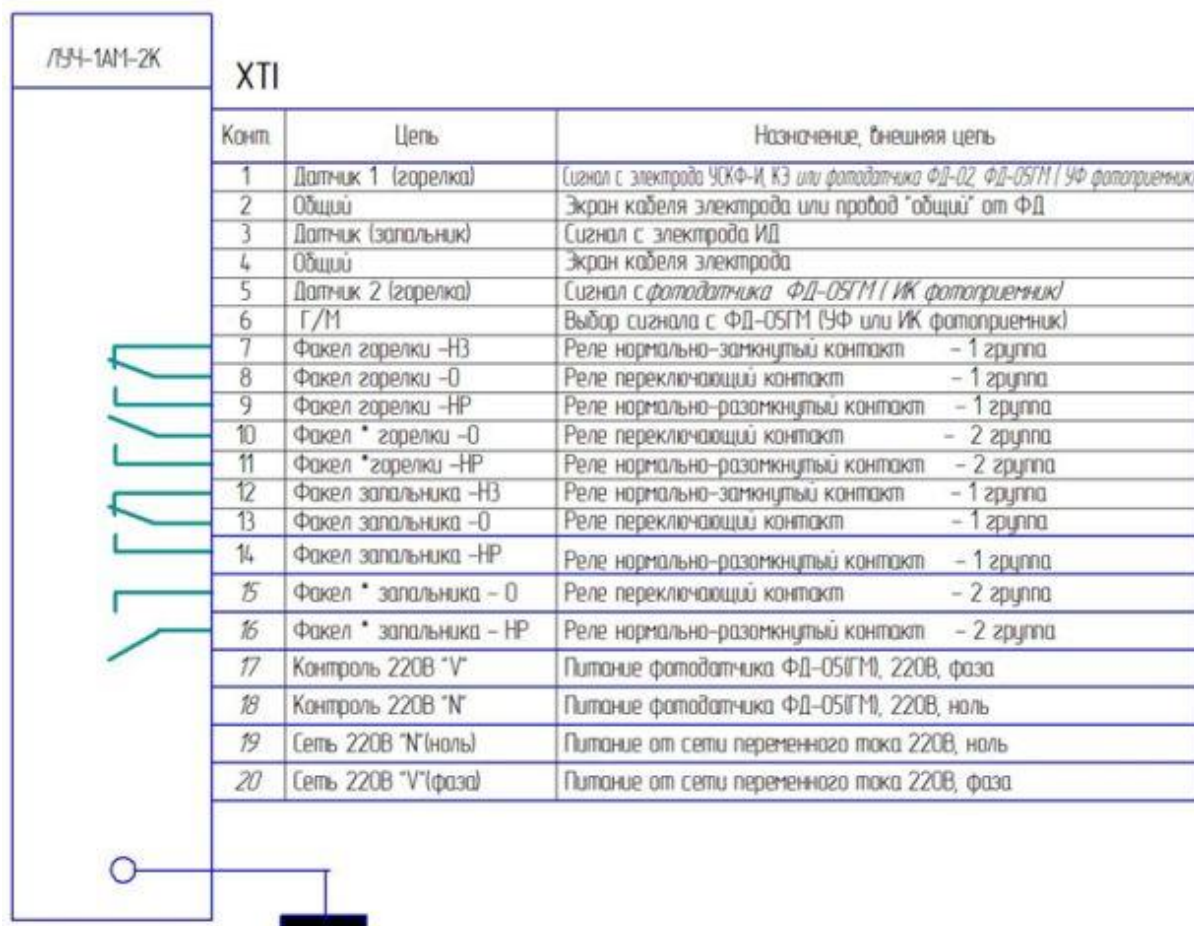 ЛУЧ-1АМ-2К
XTI
Конт. Цепь Назначение, внешняя цепь
1 Датчик 1 (горелка) Сигнал с электрода УСКФ-И, КЭ или фотодатчика ФД-02, ФД-05ГМ ( УФ фотоприемник)
2 Общий Экран кабеля электрода или провод "общий" от ФД
3 Датчик (запальник) Сигнал с электрода ИД
4 Общий Экран кабеля электрода
5 Датчик 2 (горелка) Сигнал с фотодатчика ФД-05ГМ ( ИК фотоприемник)
6 Г/М Выбор сигнала с ФД-05ГМ (УФ или ИК фотоприемник)
7 Факел горелки -НЗ Реле нормально-замкнутый контакт - 1 группа
8 Факел горелки -О Реле переключающий контакт - 1 группа
9 Факел горелки -НР Реле нормально-разомкнутый контакт - 1 группа
10 Факел * горелки -О Реле переключающий контакт - 2 группа
11 Факел *горелки -НР Реле нормально-разомкнутый контакт - 2 группа
12 Факел запальника -НЗ Реле нормально-замкнутый контакт - 1 группа
13 Факел запальника -О Реле переключающий контакт - 1 группа
14 Факел запальника -НР Реле нормально-разомкнутый контакт - 1 группа
15 Факел * запальника - О Реле переключающий контакт - 2 группа
16 Факел * запальника - НР Реле нормально-разомкнутый контакт - 2 группа
17 Контроль 220В "V" Питание фотодатчика ФД-05(ГМ), 220В, фаза
18 Контроль 220В "N" Питание фотодатчика ФД-05(ГМ), 220В, ноль
19 Сеть 220В "N"(ноль) Питание от сети переменного тока 220В, ноль
20 Сеть 220В "V"(фаза) Питание от сети переменного тока 220В, фаза